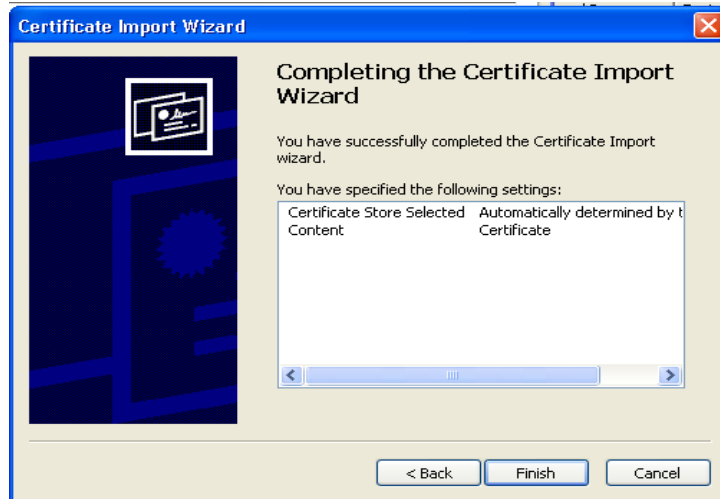 Certificate Import Wizard
Completing the Certificate Import
Wizard
You have successfully completed the Certificate Import
wizard.
You have specified the following settings:
Certificate Store Selected Automatically determined by t
Content Certificate
< Back Finish Cancel